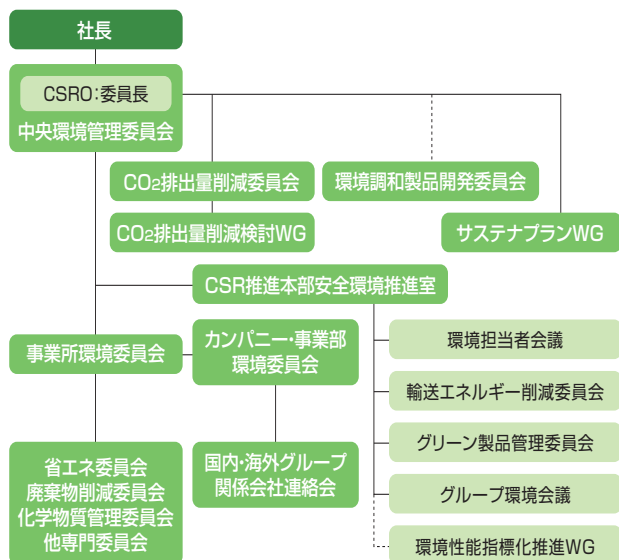 社長
CSRO:委員長
中央環境管理委員会
CO2排出量削減委員会
環境調和製品開発委員会
CO2排出量削減検討WG
サステナプランWG
CSR推進本部安全環境推進室
事業所環境委員会
カンパニー・事業部
環境委員会
環境担当者会議
輸送エネルギー削減委員会
グリーン製品管理委員会
グループ環境会議
環境性能指標化推進WG
省エネ委員会
廃棄物削減委員会
化学物質管理委員会
他専門委員会
国内・海外グループ
関係会社連絡会